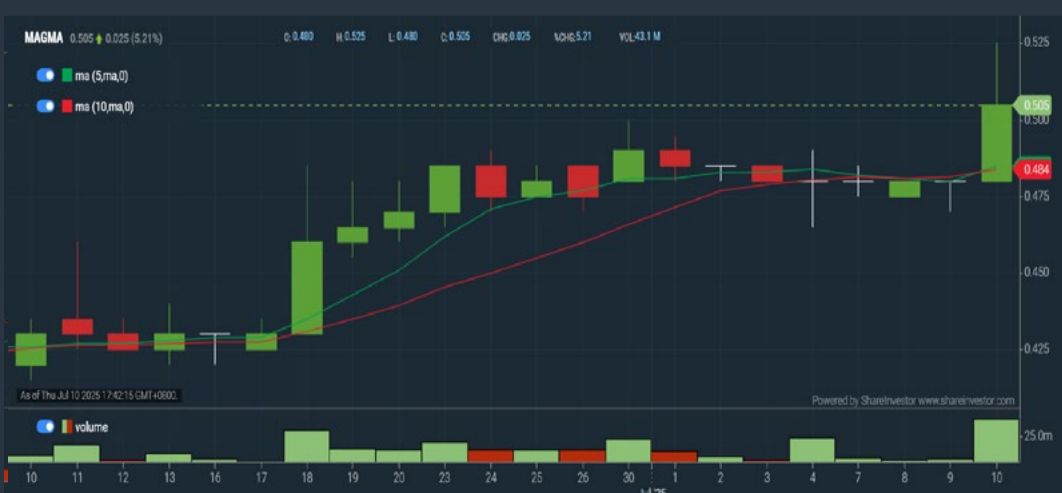 MAGMA 0.505 0.025 (5.21%) O: 0.480 H: 0.525 L: 0.480 C: 0.505 CHG:0.025 %CHG:5.21 VOL:43.1 M
0.525
ma (5,ma,0)
ma (10,ma,0)
0.505
0.500
0.484
0.475
0.450
0.425
As of Thu Jul 10 2025 17:42:15 GMT+0800.
Powered by ShareInvestor www.shareinvestor.com
volume
25.0m
10 11 12 13 16 17 18 19 20 23 24 25 26 30 1 2 3 4 7 8 9 10
Jul '25